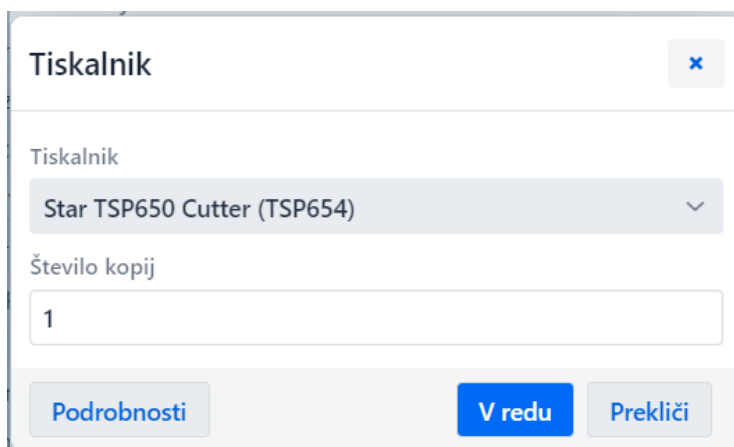 Tiskalnik
Tiskalnik
Star TSP650 Cutter (TSP654)
Število kopij
1
Podrobnosti V redu Prekliči